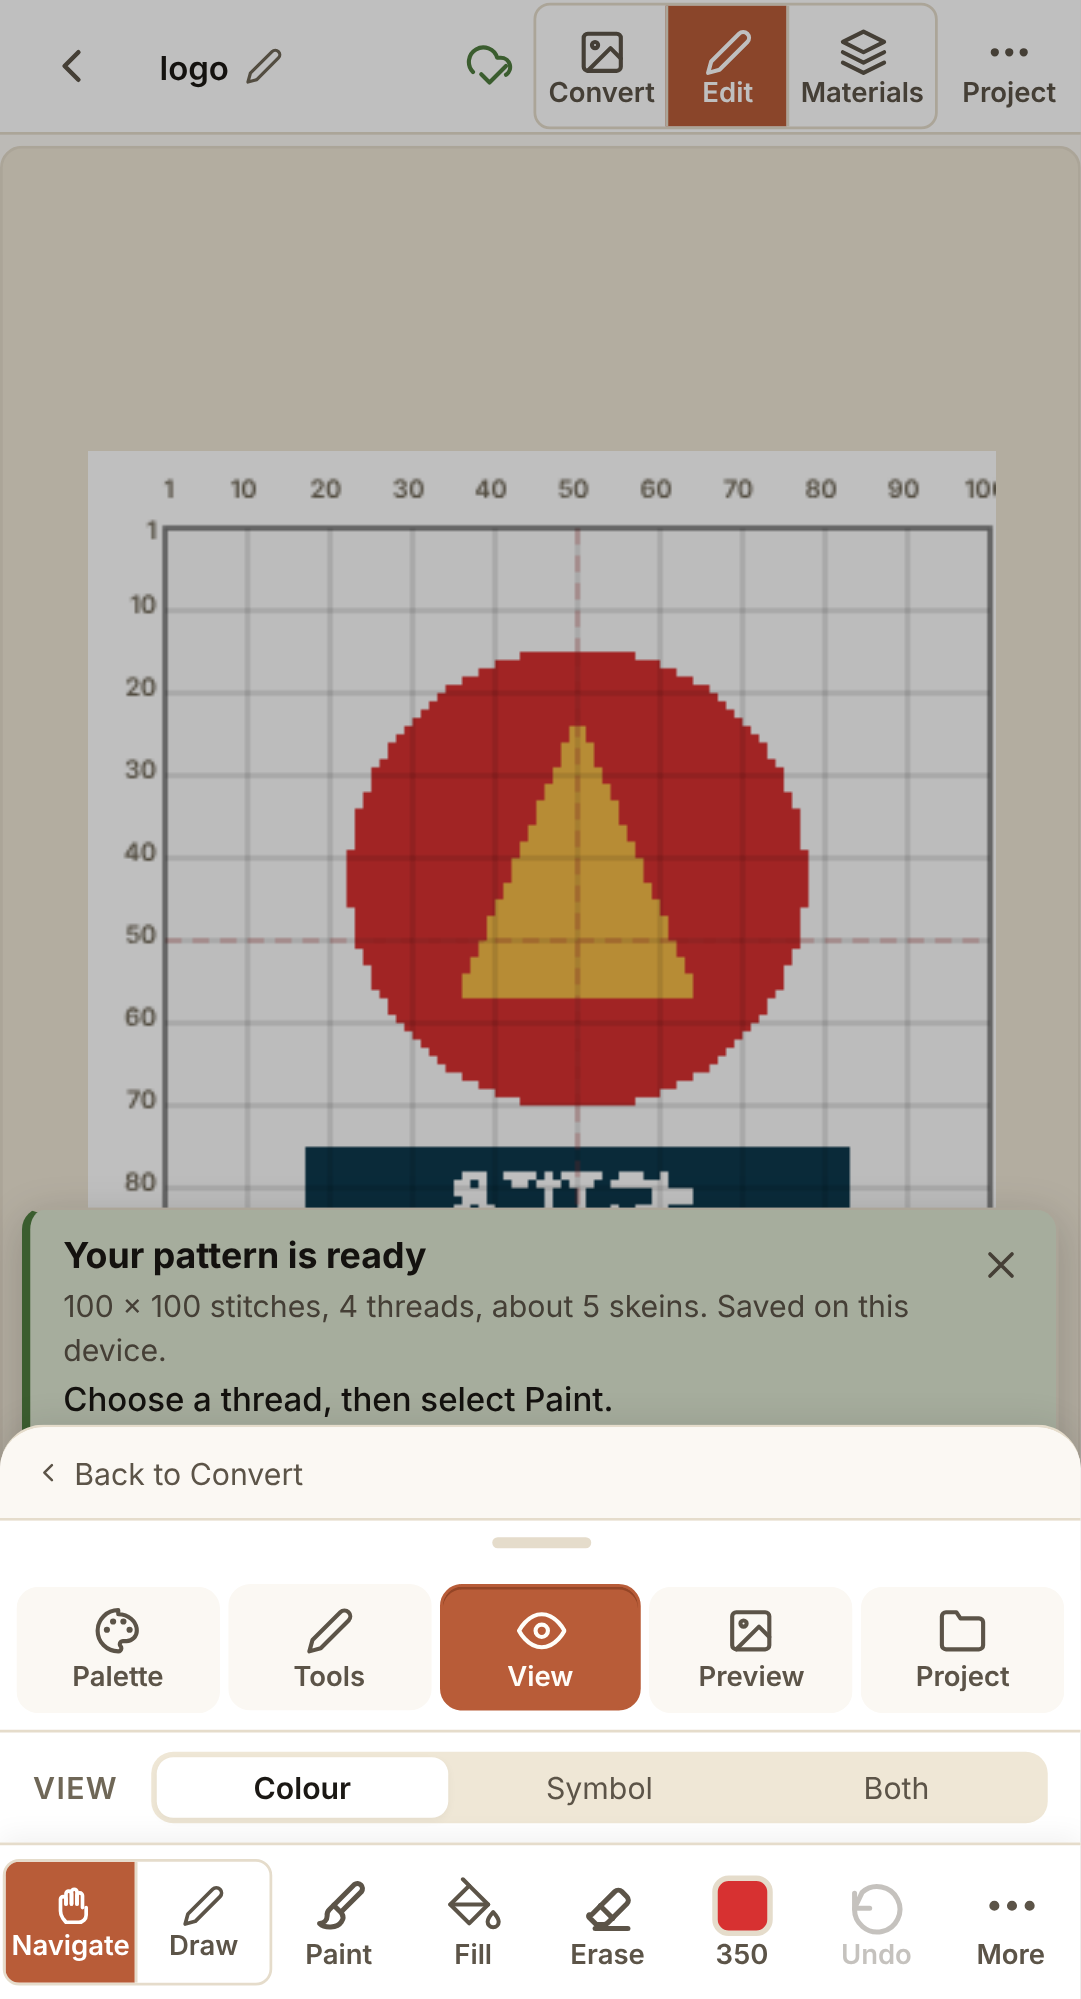 logo
Convert
Edit
Materials
Project
1 10 20 30 40 50 60 70 80 90
1
10
20
30
40
50
60
70
80
Your pattern is ready
100 × 100 stitches, 4 threads, about 5 skeins. Saved on this
device.
Choose a thread, then select Paint.
Back to Convert
Palette
Tools
View
Preview
Project
VIEW
Colour
Symbol
Both
Navigate
Draw
Paint
Fill
Erase
350
Undo
More